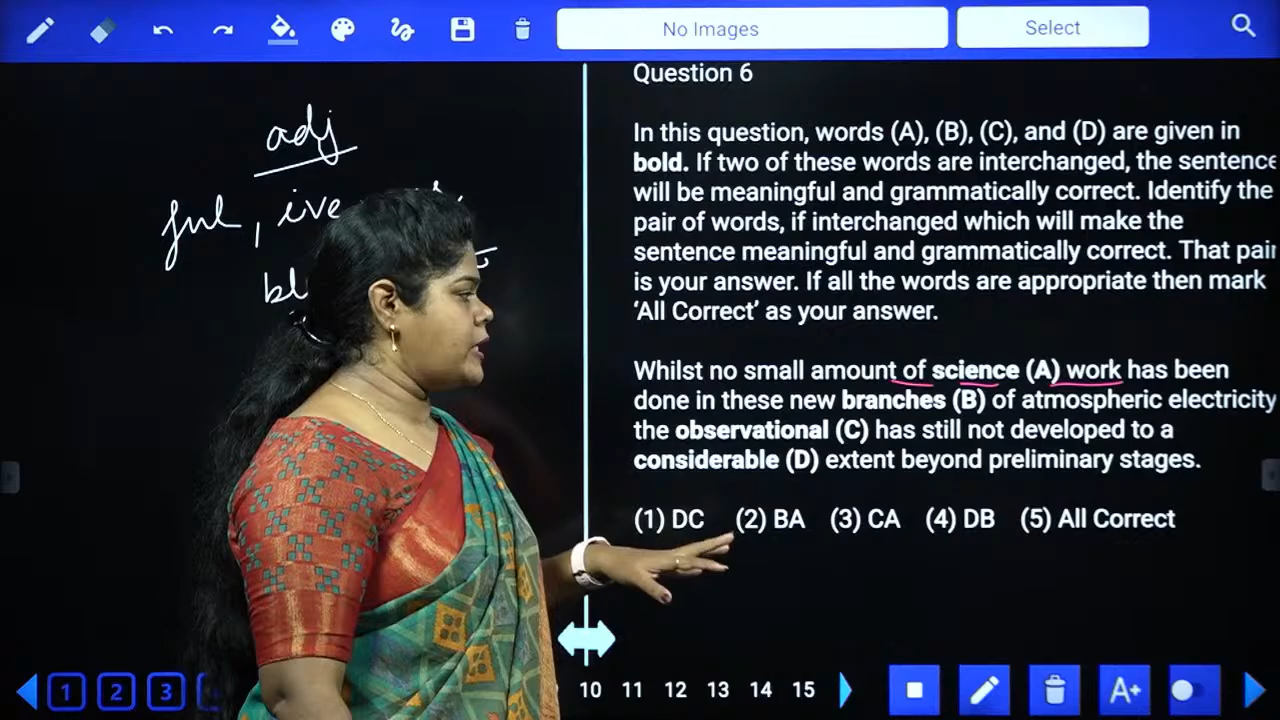 No Images
Select
adj
ful, ive
bl
Question 6
In this question, words (A), (B), (C), and (D) are given in
bold. If two of these words are interchanged, the sentence
will be meaningful and grammatically correct. Identify the
pair of words, if interchanged which will make the
sentence meaningful and grammatically correct. That pair
is your answer. If all the words are appropriate then mark
‘All Correct’ as your answer.
Whilst no small amount of science (A) work has been
done in these new branches (B) of atmospheric electricity
the observational (C) has still not developed to a
considerable (D) extent beyond preliminary stages.
(1) DC (2) BA (3) CA (4) DB (5) All Correct
1 2 3 10 11 12 13 14 15
A+